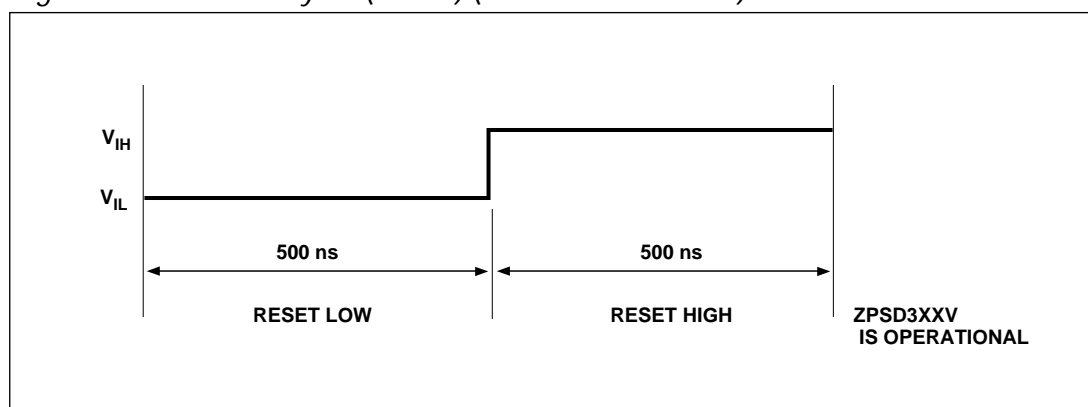 V_IH
V_IL
500 ns
500 ns
RESET LOW
RESET HIGH
ZPSD3XXV
IS OPERATIONAL